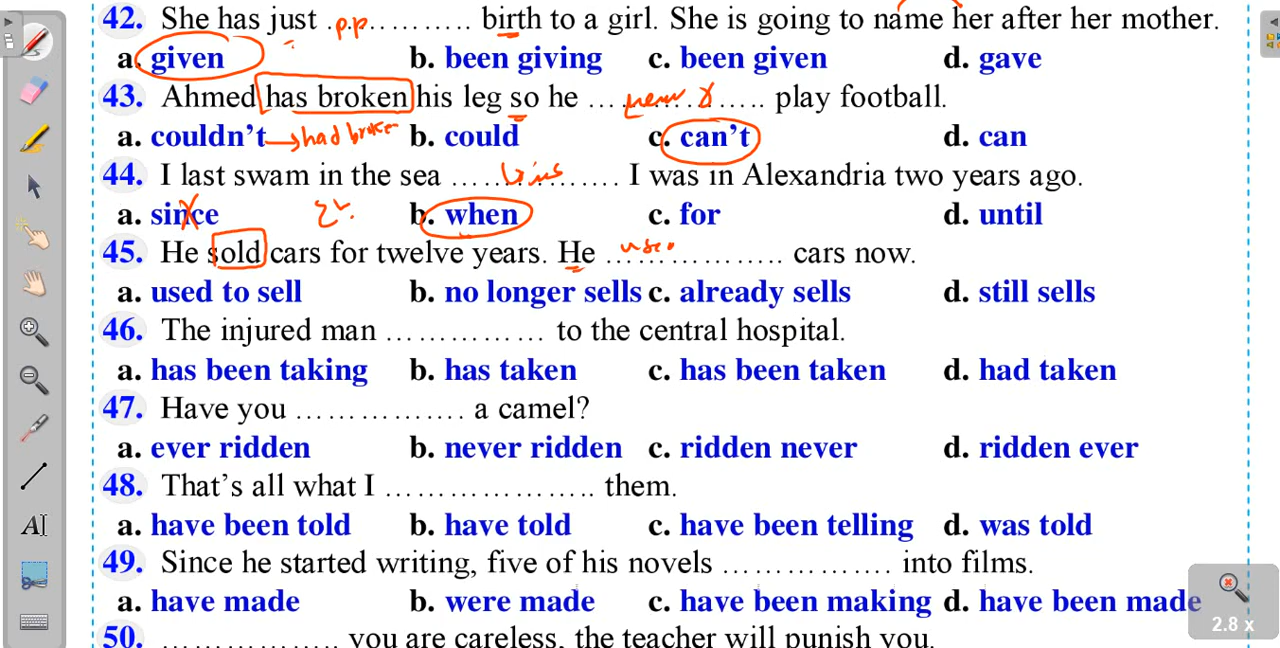 42. She has just .p.p............ birth to a girl. She is going to name her after her mother.
a. given b. been giving c. been given d. gave
43. Ahmed has broken his leg so he ............... play football.
a. couldn't → had broken b. could c. can't d. can
44. I last swam in the sea .................. I was in Alexandria two years ago.
a. since b. when c. for d. until
45. He sold cars for twelve years. He .................. cars now.
a. used to sell b. no longer sells c. already sells d. still sells
46. The injured man ................ to the central hospital.
a. has been taking b. has taken c. has been taken d. had taken
47. Have you ................. a camel?
a. ever ridden b. never ridden c. ridden never d. ridden ever
48. That's all what I ..................... them.
a. have been told b. have told c. have been telling d. was told
49. Since he started writing, five of his novels ................. into films.
a. have made b. were made c. have been making d. have been made
50. .................. you are careless, the teacher will punish you.
AI
2.8 x